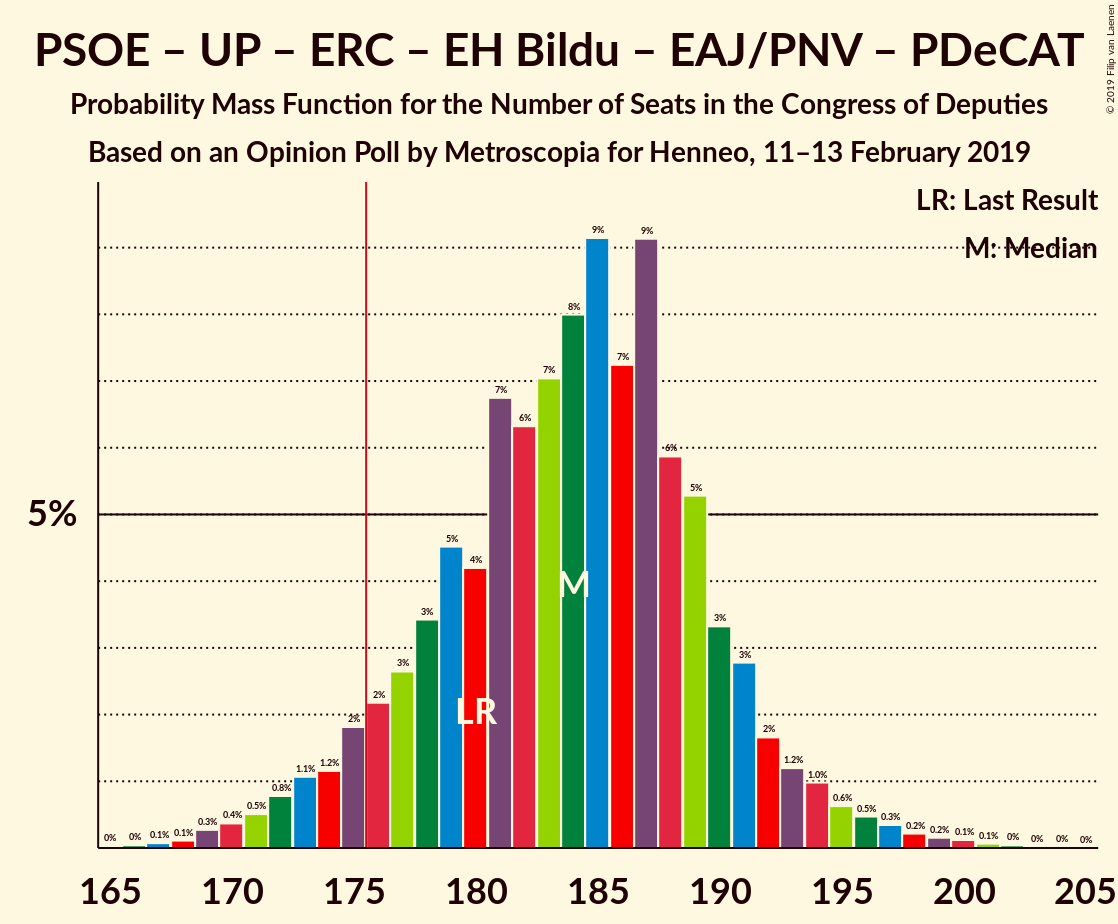 PSOE – UP – ERC – EH Bildu – EAJ/PNV – PDeCAT
Probability Mass Function for the Number of Seats in the Congress of Deputies
Based on an Opinion Poll by Metroscopia for Henneo, 11–13 February 2019
© 2019 Filip van Laenen
LR: Last Result
M: Median
5%
0% 0% 0.1% 0.1% 0.3% 0.4% 0.5% 0.8% 1.1% 1.2% 2% 2% 3% 3% 5% 4% 7% 6% 7% 8% 9% 7% 9% 6% 5% 3% 3% 2% 1.2% 1.0% 0.6% 0.5% 0.3% 0.2% 0.2% 0.1% 0.1% 0% 0% 0% 0%
M
LR
165 170 175 180 185 190 195 200 205